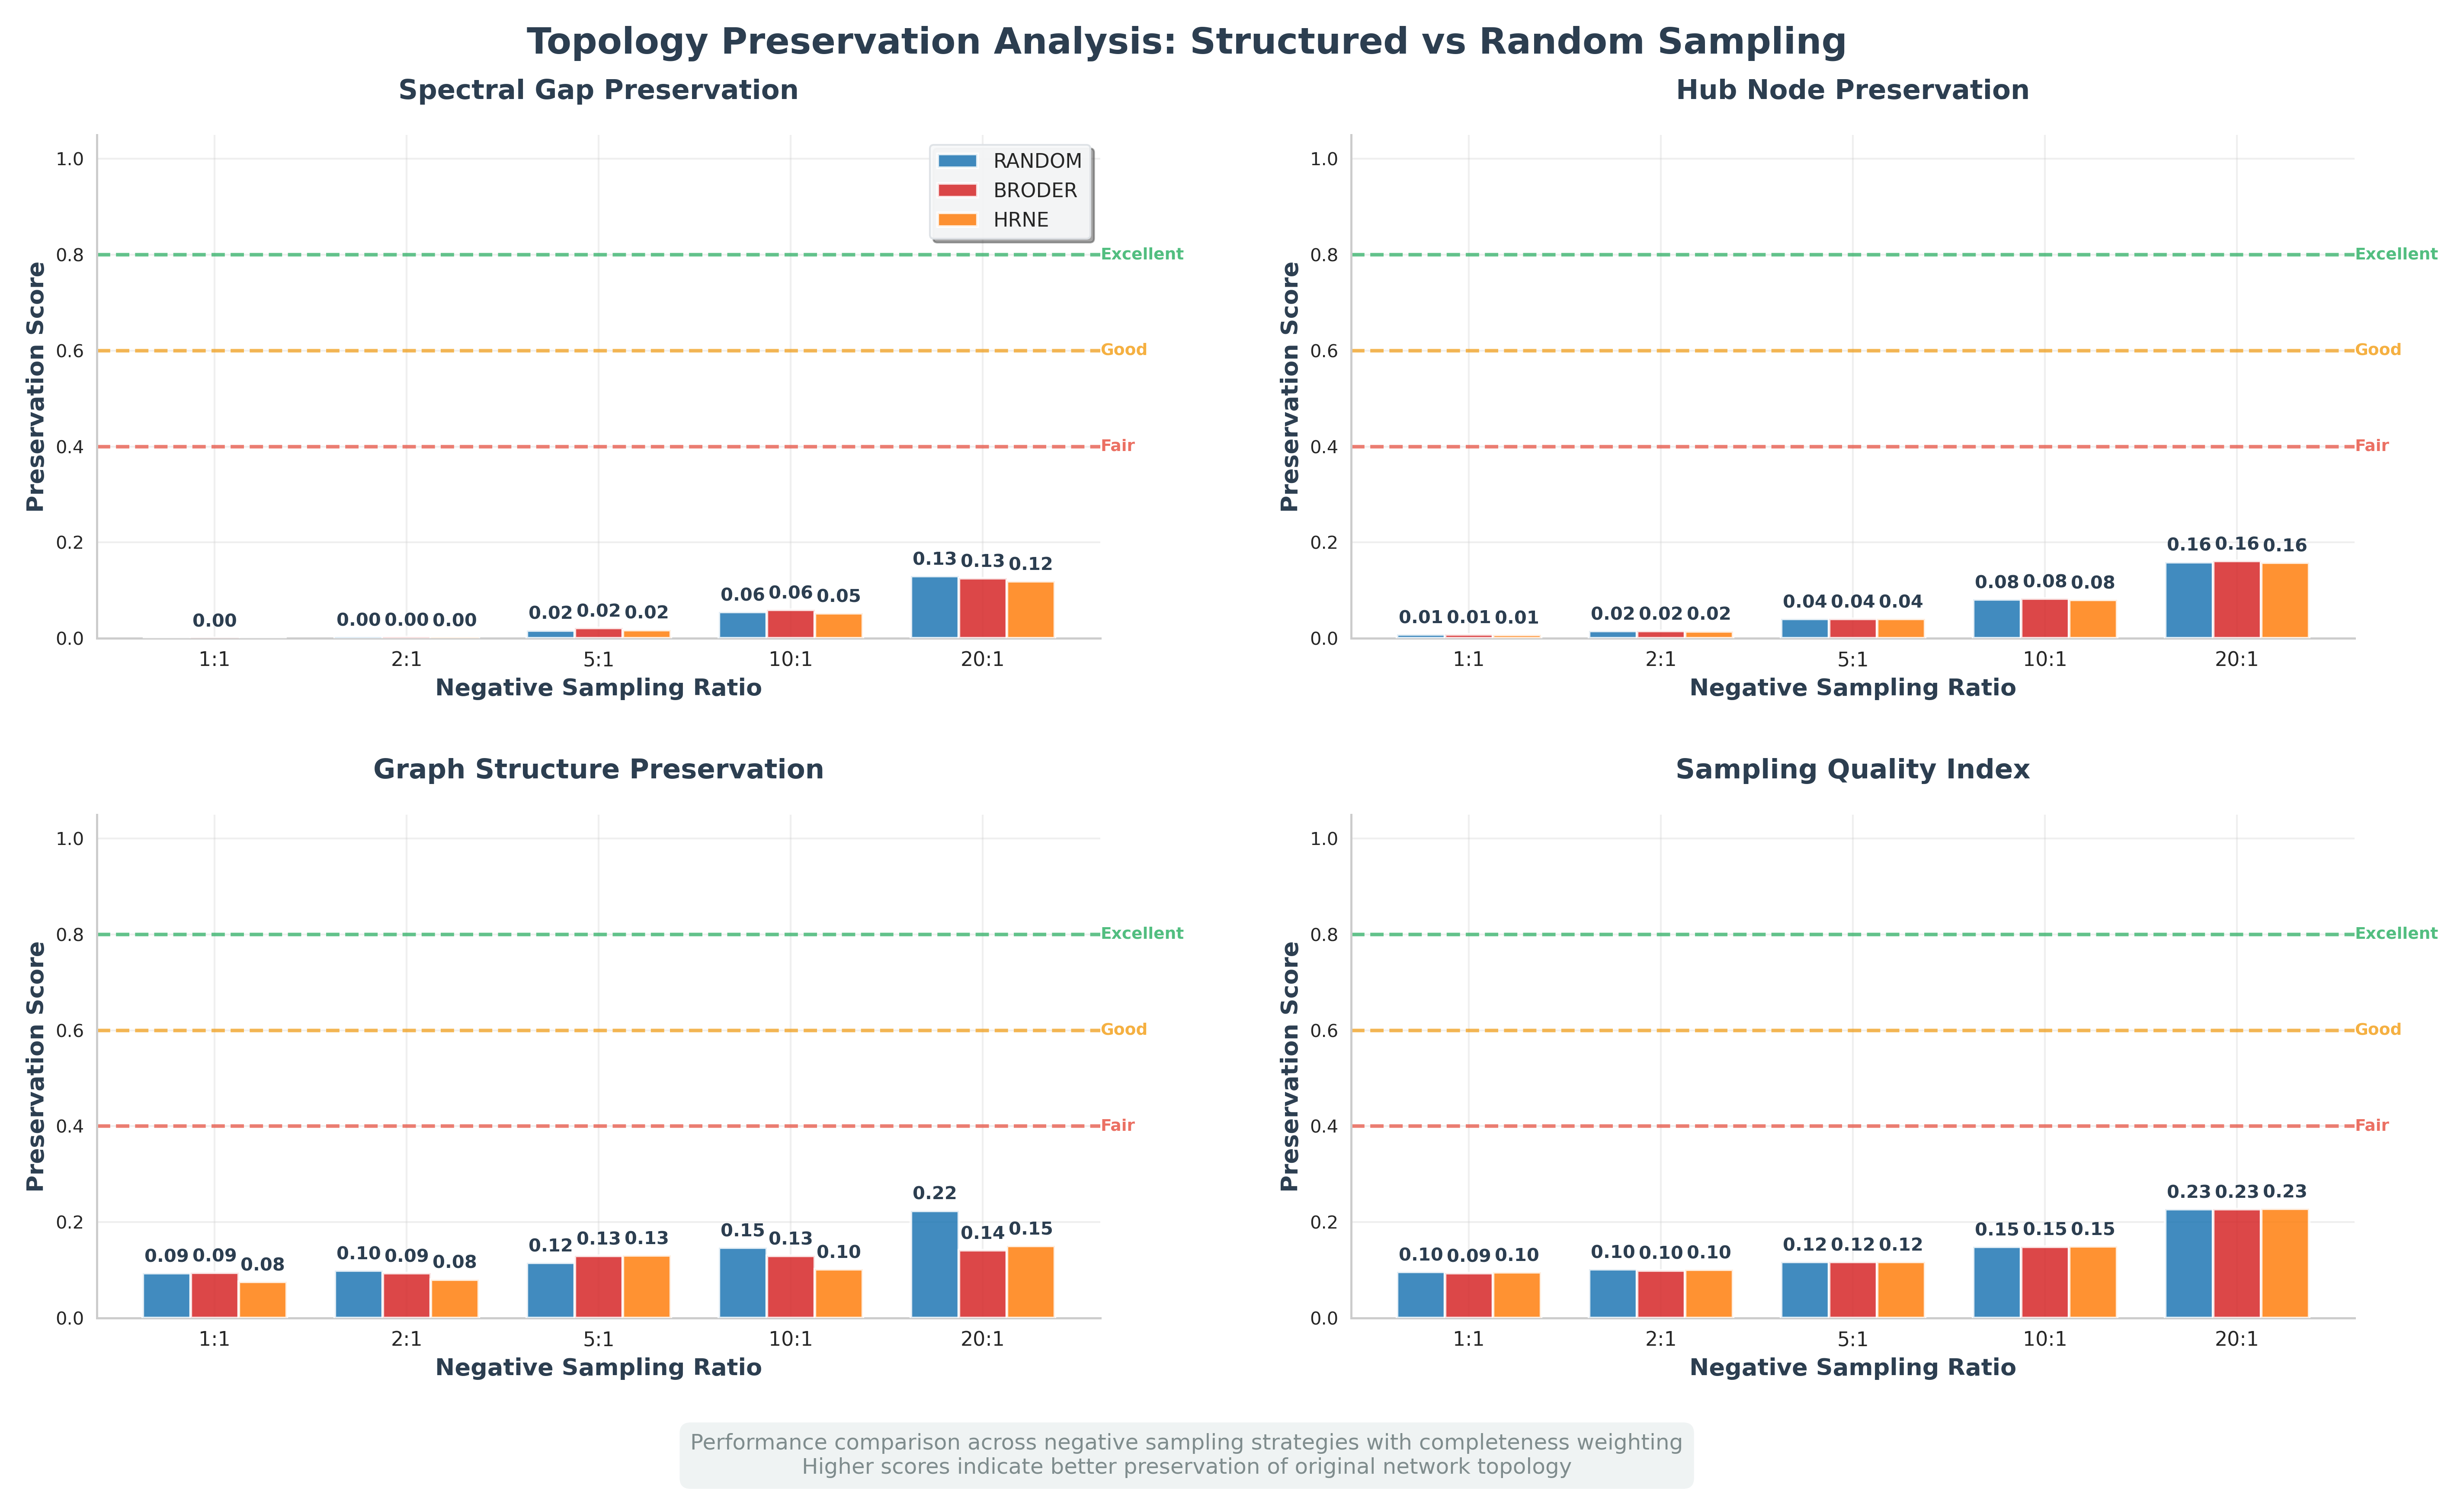 Topology Preservation Analysis: Structured vs Random Sampling
Spectral Gap Preservation
Preservation Score
1.0
0.8
0.6
0.4
0.2
0.0
RANDOM
BRODER
HRNE
Excellent
Good
Fair
0.00
0.00 0.00 0.00
0.02 0.02 0.02
0.06 0.06 0.05
0.13 0.13 0.12
1:1 2:1 5:1 10:1 20:1
Negative Sampling Ratio
Hub Node Preservation
Preservation Score
1.0
0.8
0.6
0.4
0.2
0.0
Excellent
Good
Fair
0.01 0.01 0.01
0.02 0.02 0.02
0.04 0.04 0.04
0.08 0.08 0.08
0.16 0.16 0.16
1:1 2:1 5:1 10:1 20:1
Negative Sampling Ratio
Graph Structure Preservation
Preservation Score
1.0
0.8
0.6
0.4
0.2
0.0
Excellent
Good
Fair
0.09 0.09 0.08
0.10 0.09 0.08
0.12 0.13 0.13
0.15 0.13 0.10
0.22 0.14 0.15
1:1 2:1 5:1 10:1 20:1
Negative Sampling Ratio
Sampling Quality Index
Preservation Score
1.0
0.8
0.6
0.4
0.2
0.0
Excellent
Good
Fair
0.10 0.09 0.10
0.10 0.10 0.10
0.12 0.12 0.12
0.15 0.15 0.15
0.23 0.23 0.23
1:1 2:1 5:1 10:1 20:1
Negative Sampling Ratio
Performance comparison across negative sampling strategies with completeness weighting
Higher scores indicate better preservation of original network topology